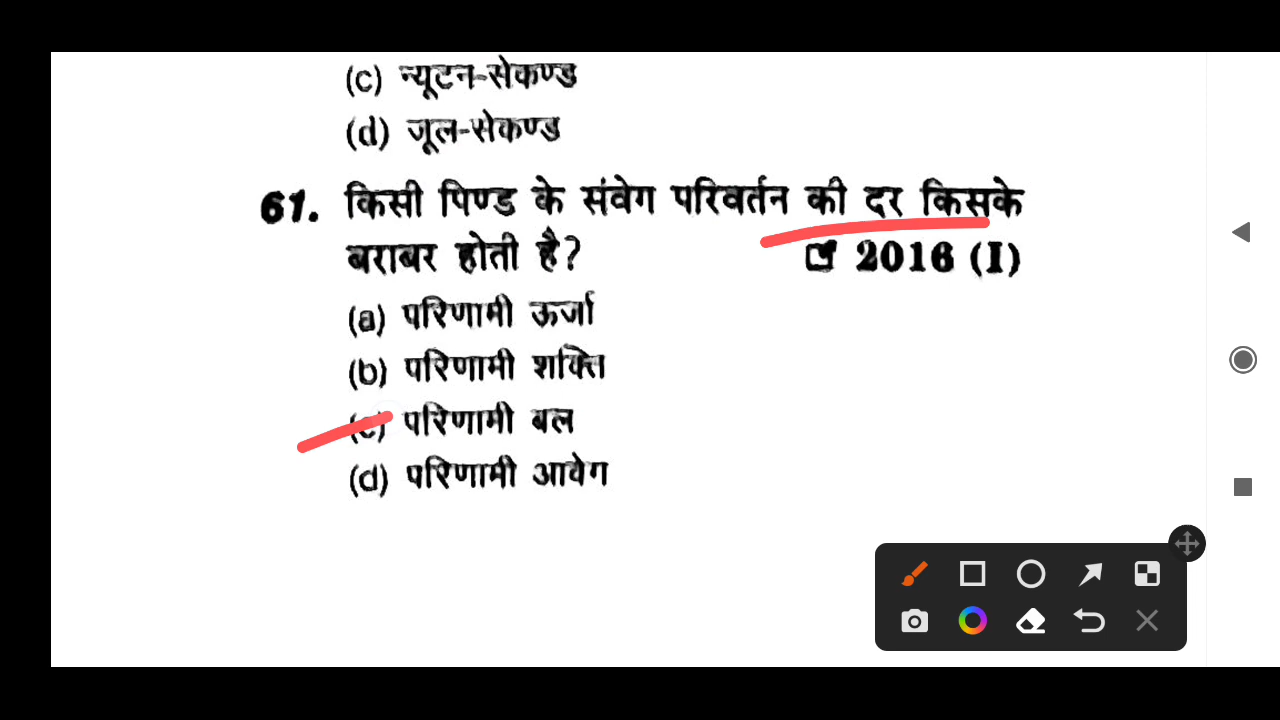 (c) न्यूटन-सेकण्ड
(d) जूल-सेकण्ड
61. किसी पिण्ड के संवेग परिवर्तन की दर किसके
बराबर होती है? 2016 (I)
(a) परिणामी ऊर्जा
(b) परिणामी शक्ति
(c) परिणामी बल
(d) परिणामी आवेग